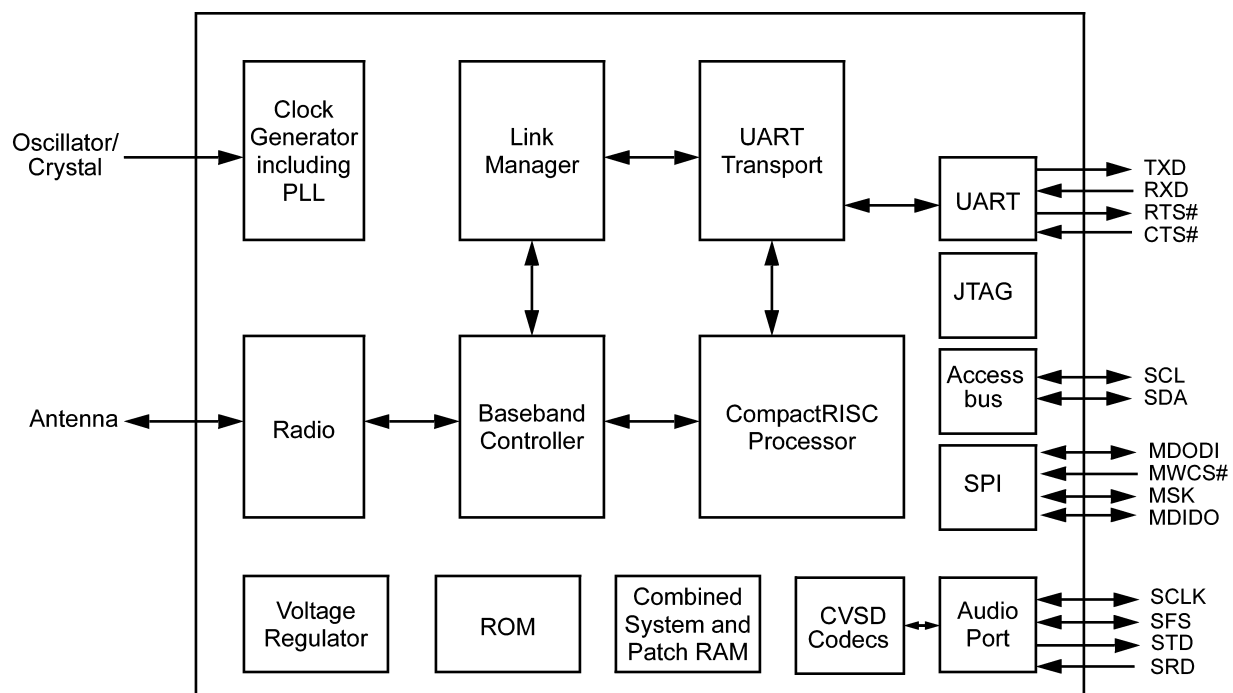 Oscillator/
Crystal
Clock
Generator
including
PLL
Link
Manager
UART
Transport
UART
TXD
RXD
RTS#
CTS#
JTAG
Antenna
Radio
Baseband
Controller
CompactRISC
Processor
Access
bus
SCL
SDA
SPI
MDODI
MWCS#
MSK
MDIDO
Voltage
Regulator
ROM
Combined
System and
Patch RAM
CVSD
Codecs
Audio
Port
SCLK
SFS
STD
SRD